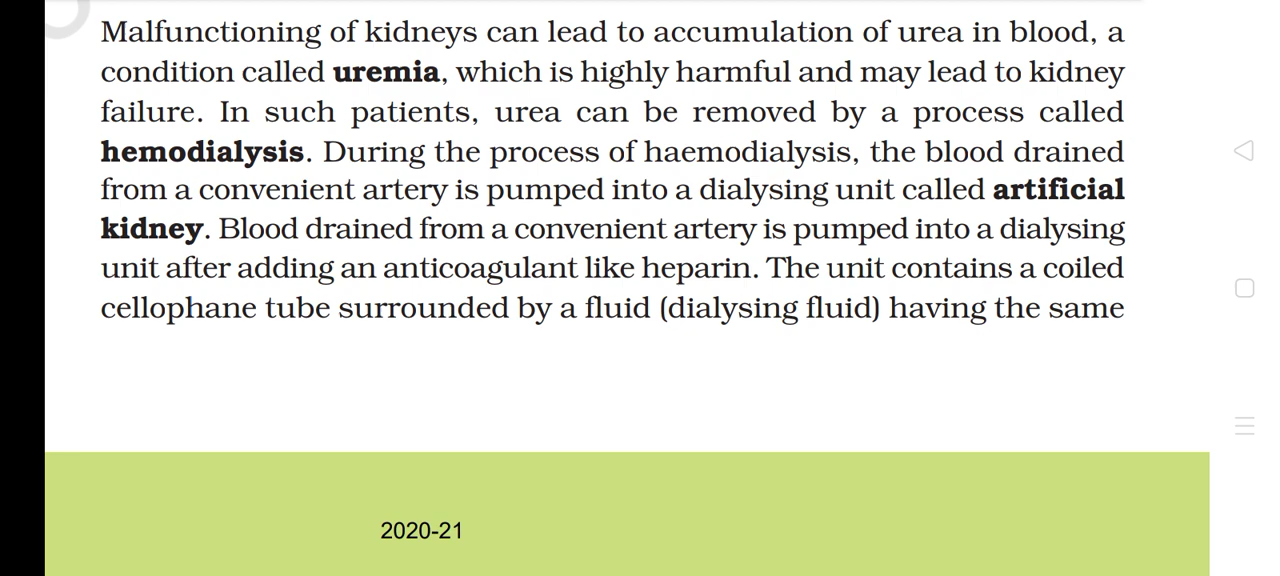 Malfunctioning of kidneys can lead to accumulation of urea in blood, a
condition called uremia, which is highly harmful and may lead to kidney
failure. In such patients, urea can be removed by a process called
hemodialysis. During the process of haemodialysis, the blood drained
from a convenient artery is pumped into a dialysing unit called artificial
kidney. Blood drained from a convenient artery is pumped into a dialysing
unit after adding an anticoagulant like heparin. The unit contains a coiled
cellophane tube surrounded by a fluid (dialysing fluid) having the same
2020-21